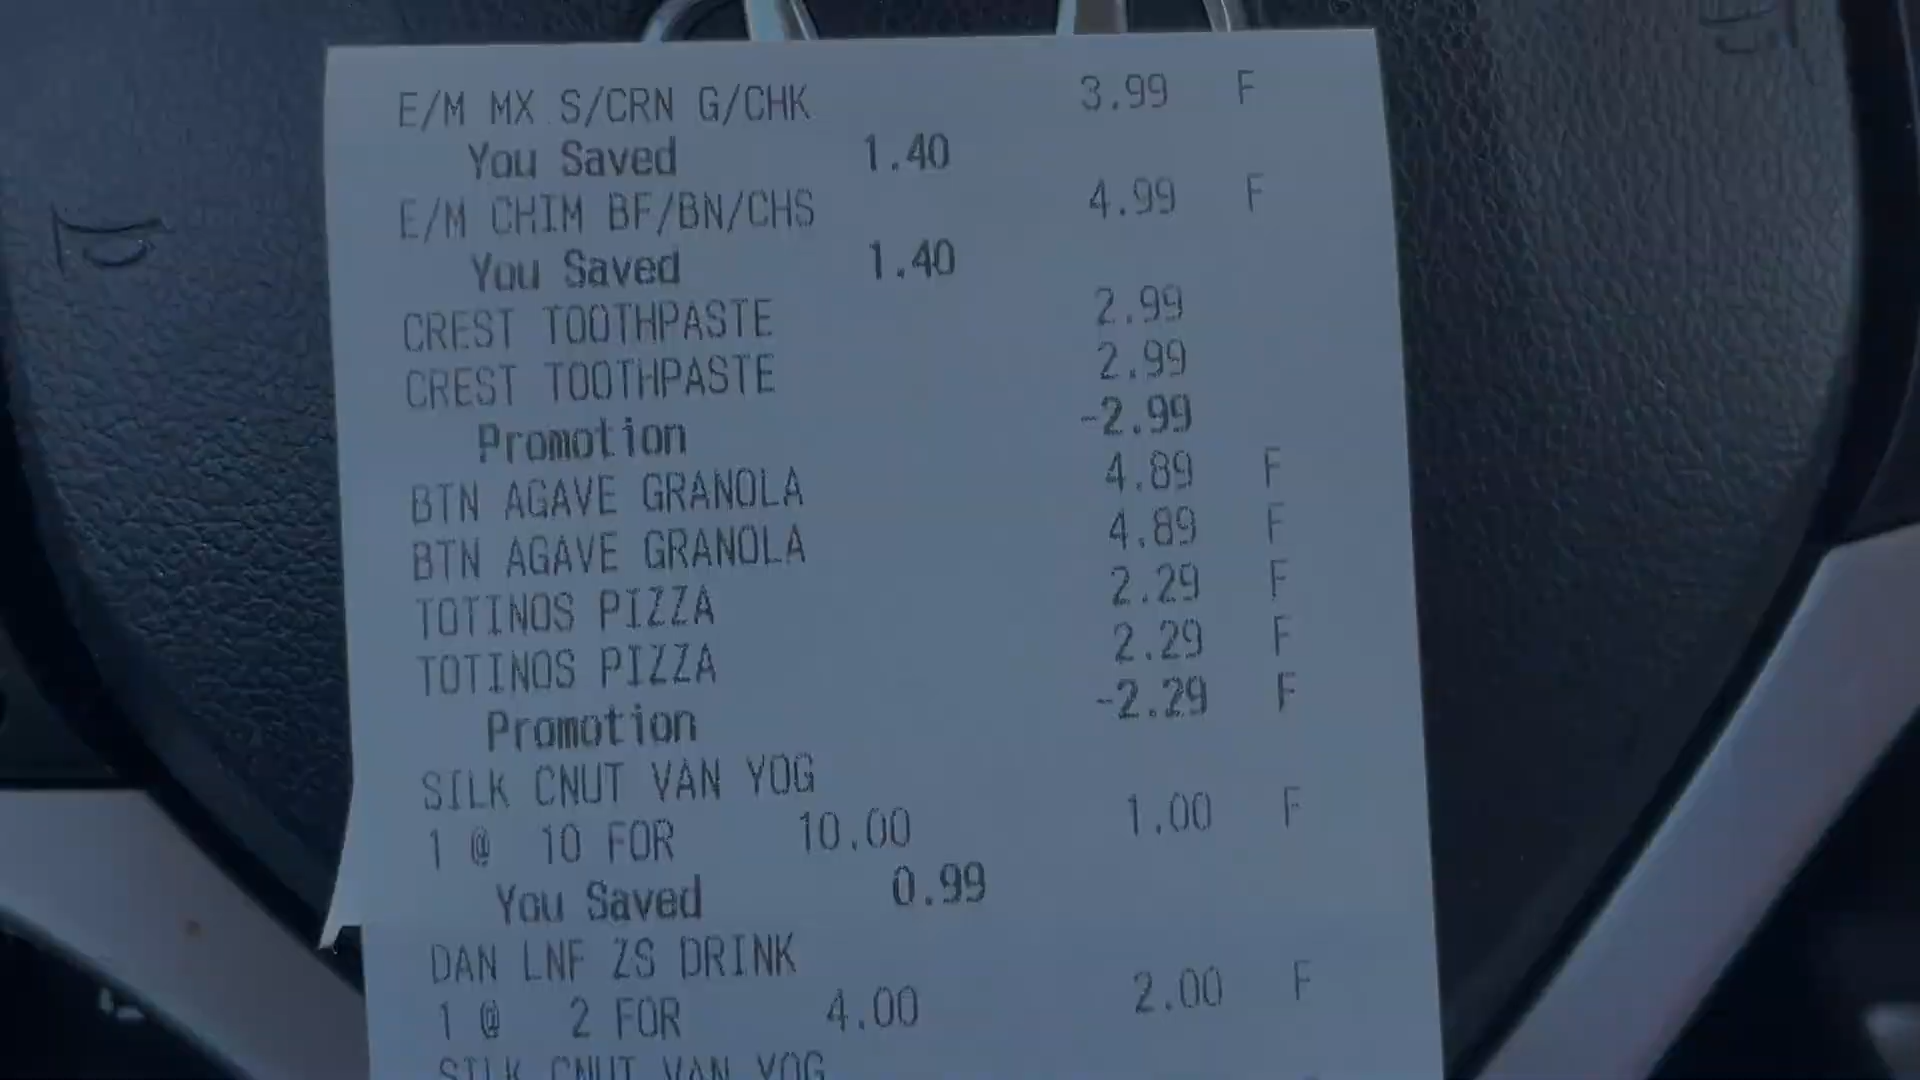 E/M MX S/CRN G/CHK 3.99 F
You Saved 1.40
E/M CHIM BF/BN/CHS 4.99 F
You Saved 1.40
CREST TOOTHPASTE 2.99
CREST TOOTHPASTE 2.99
Promotion -2.99
BTN AGAVE GRANOLA 4.89 F
BTN AGAVE GRANOLA 4.89 F
TOTINOS PIZZA 2.29 F
TOTINOS PIZZA 2.29 F
Promotion -2.29 F
SILK CNUT VAN YOG
1 @ 10 FOR 10.00 1.00 F
You Saved 0.99
DAN LNF ZS DRINK
1 @ 2 FOR 4.00 2.00 F
SILK CNUT VAN YOG